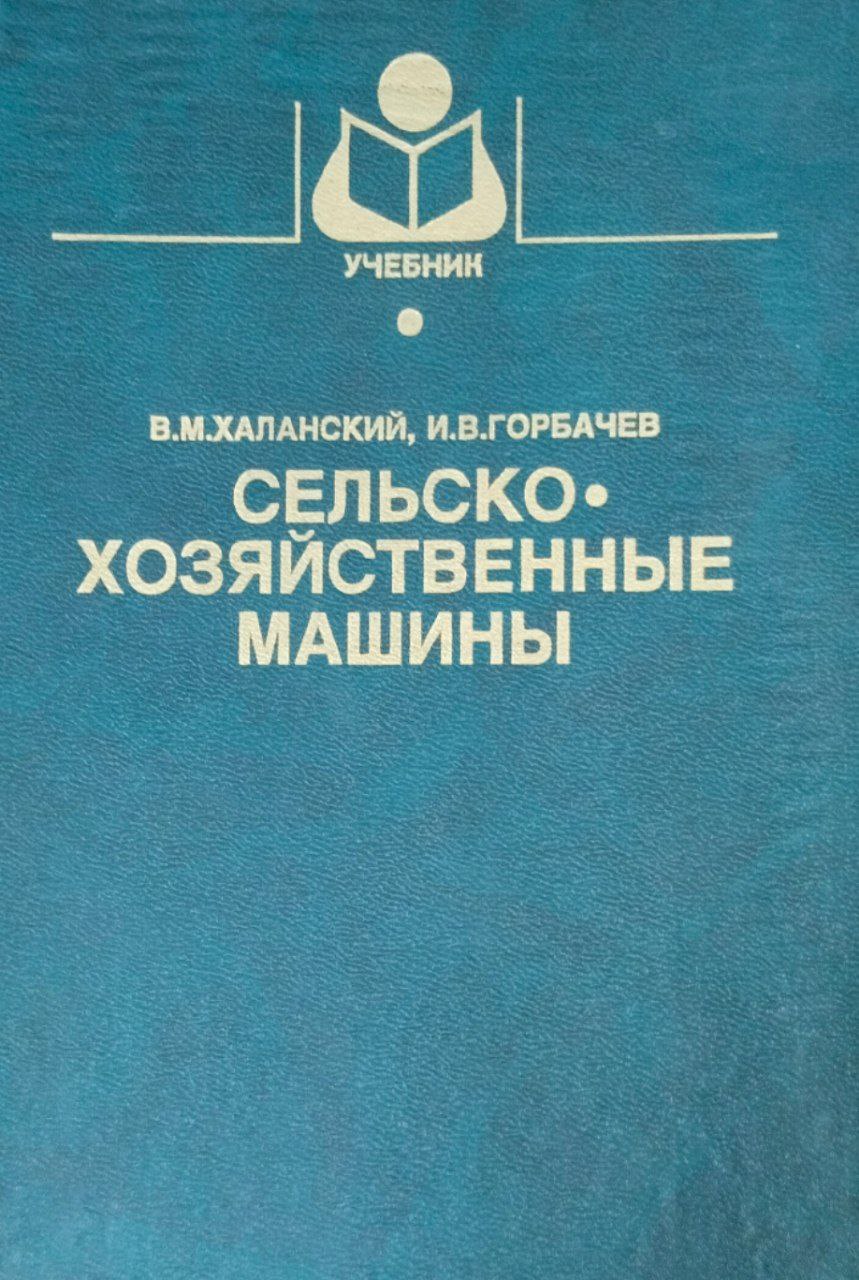 УЧЕБНИК
В.М.ХАЛАНСКИЙ, И.В.ГОРБАЧЕВ
СЕЛЬСКО•
ХОЗЯЙСТВЕННЫЕ
МАШИНЫ